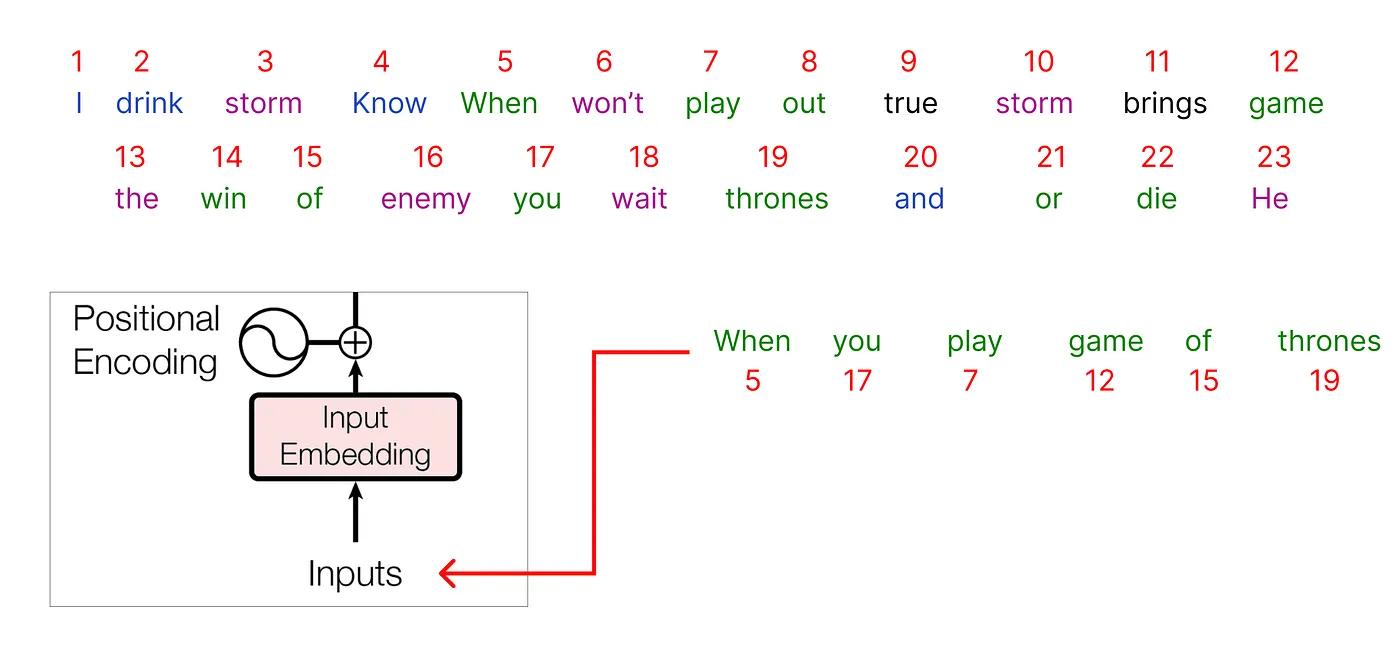 1 2 3 4 5 6 7 8 9 10 11 12
I drink storm Know When won't play out true storm brings game
13 14 15 16 17 18 19 20 21 22 23
the win of enemy you wait thrones and or die He
Positional
Encoding
Input
Embedding
Inputs
When you play game of thrones
5 17 7 12 15 19